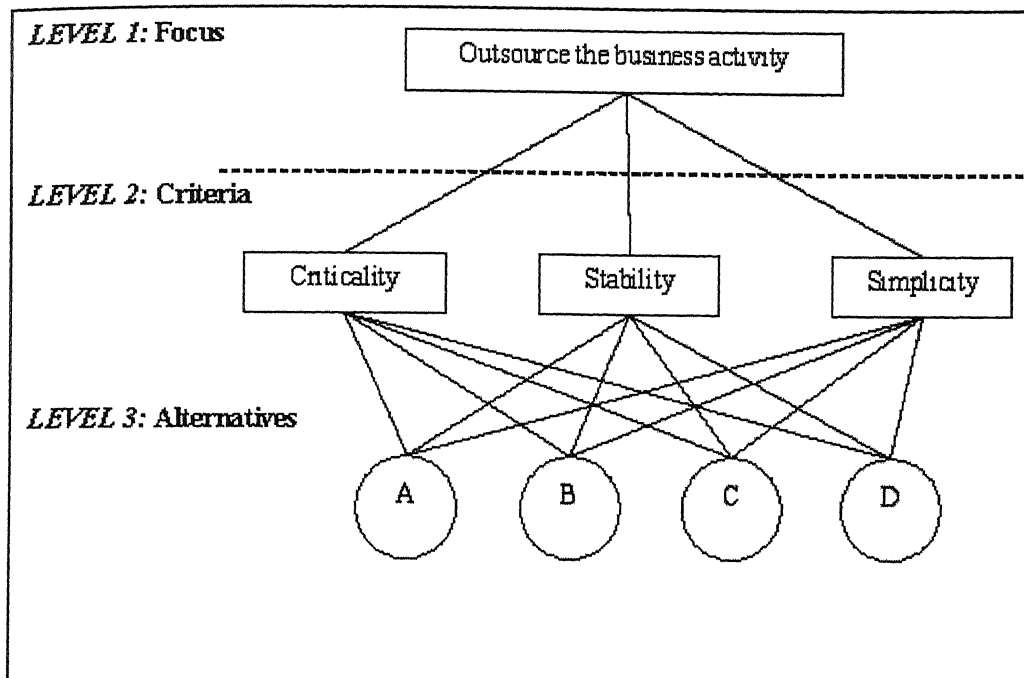 LEVEL 1: Focus
Outsource the business activity
LEVEL 2: Criteria
Criticality
Stability
Simplicity
LEVEL 3: Alternatives
A
B
C
D